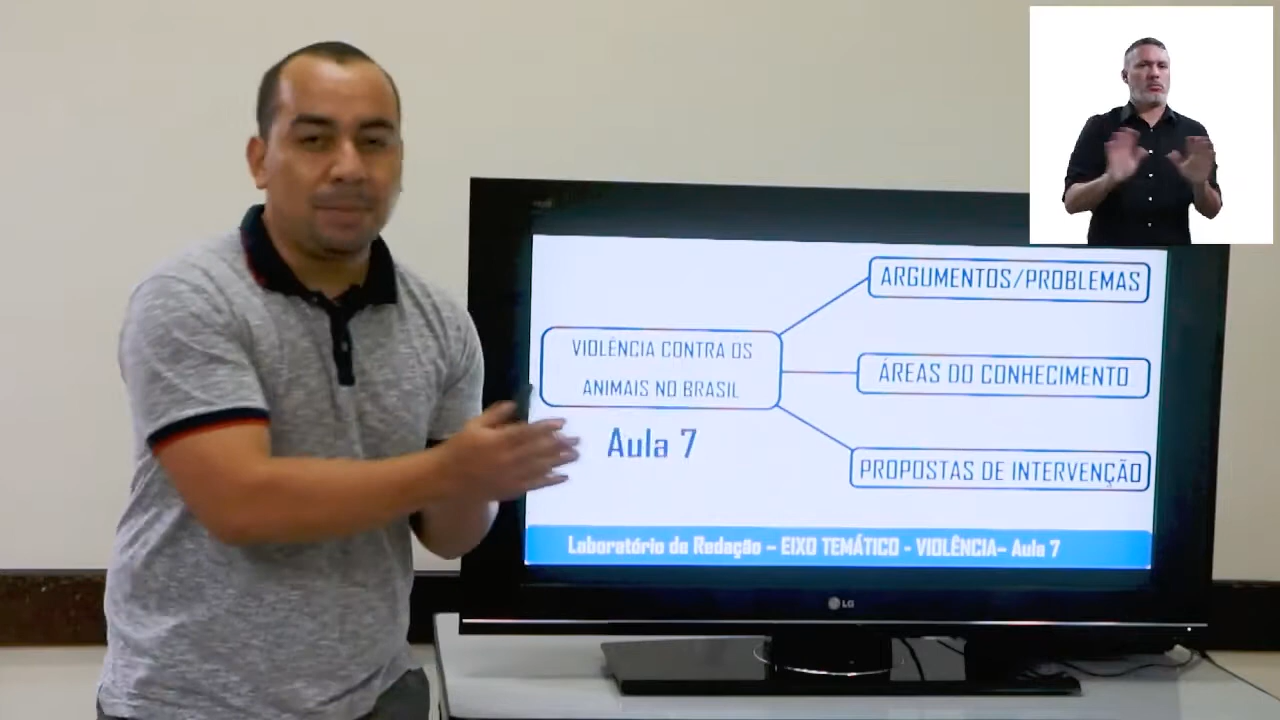 ARGUMENTOS/PROBLEMAS
VIOLÊNCIA CONTRA OS
ANIMAIS NO BRASIL
ÁREAS DO CONHECIMENTO
Aula 7
PROPOSTAS DE INTERVENÇÃO
Laboratório de Redação – EIXO TEMÁTICO - VIOLÊNCIA– Aula 7
LG